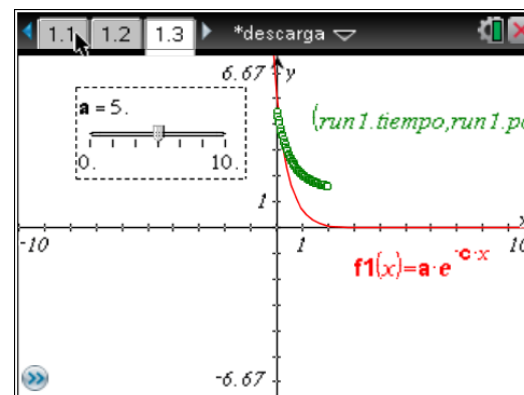 1.1 1.2 1.3 *descarga
6.67 y
a = 5.
0. 10.
(run1.tiempo,run1.po
1
x
-10 1 10
f1(x)=a·e^-c·x
-6.67